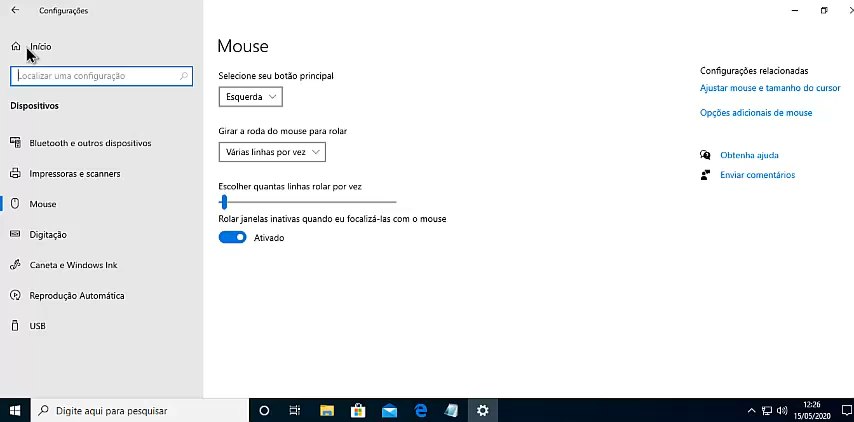 Configurações
Início
Localizar uma configuração
Dispositivos
Bluetooth e outros dispositivos
Impressoras e scanners
Mouse
Digitação
Caneta e Windows Ink
Reprodução Automática
USB
Mouse
Selecione seu botão principal
Esquerda
Girar a roda do mouse para rolar
Várias linhas por vez
Escolher quantas linhas rolar por vez
Rolar janelas inativas quando eu focalizá-las com o mouse
Ativado
Configurações relacionadas
Ajustar mouse e tamanho do cursor
Opções adicionais de mouse
Obtenha ajuda
Enviar comentários
Digite aqui para pesquisar
12:26
15/05/2020